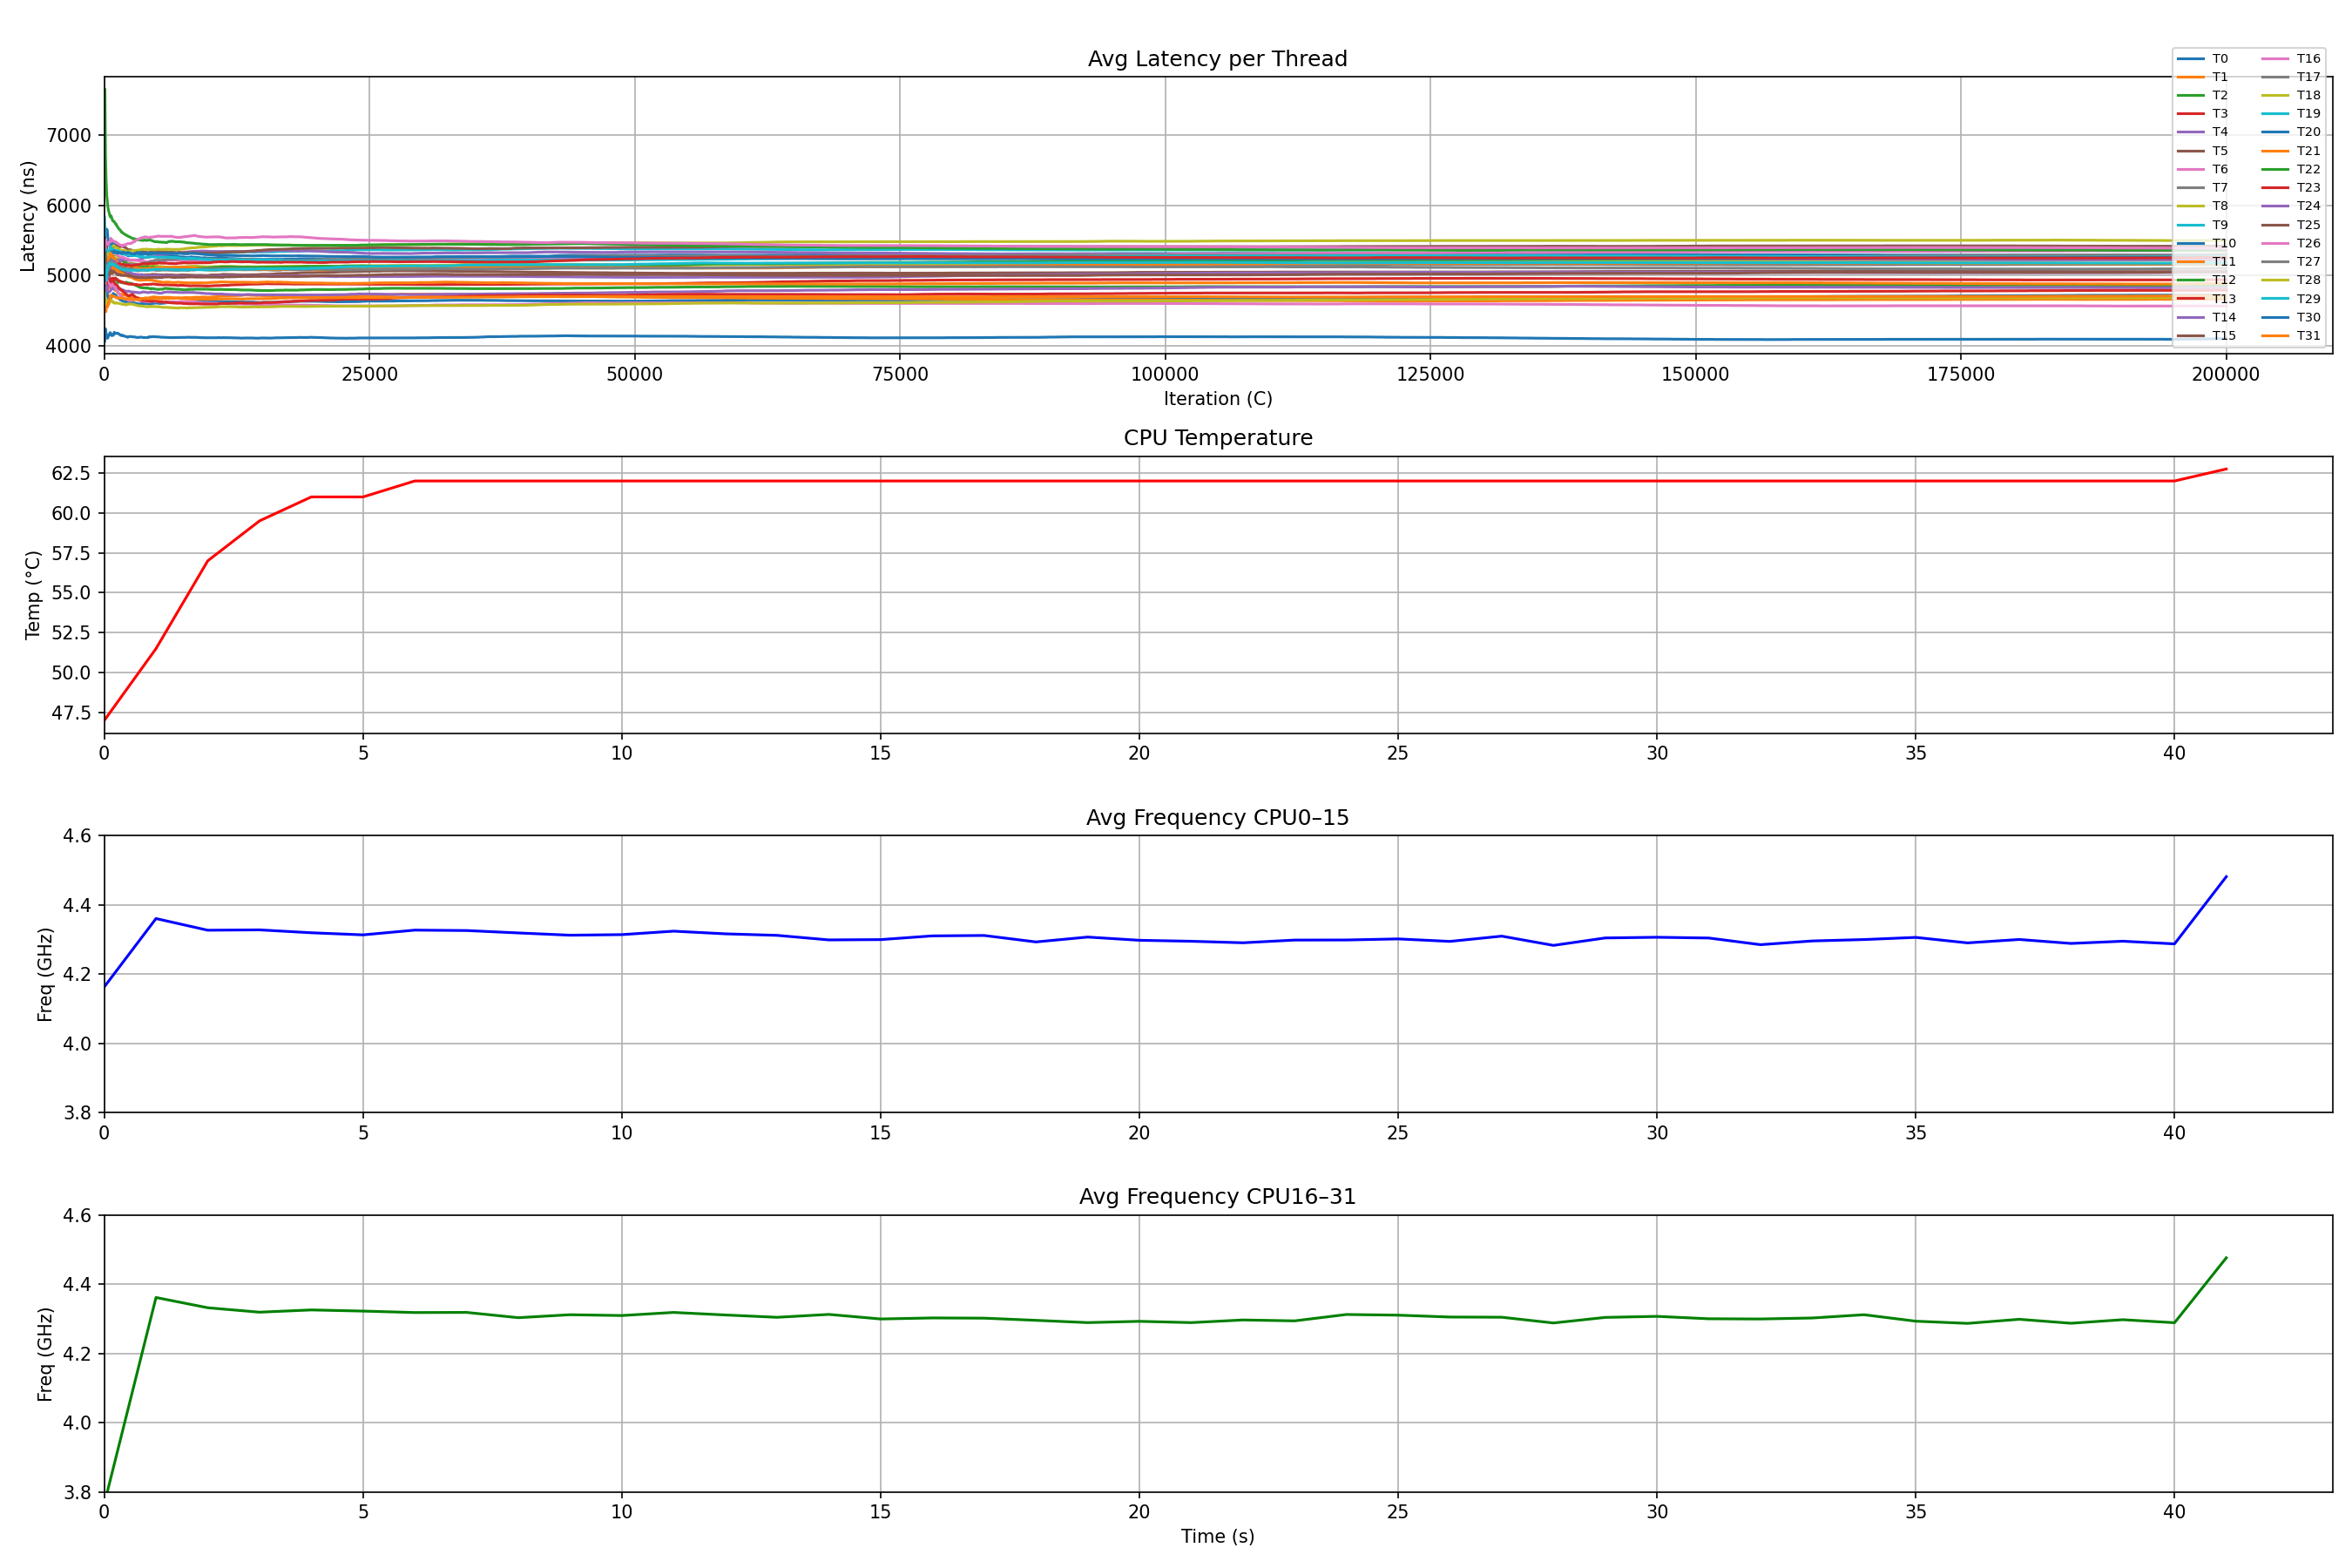 Avg Latency per Thread
T0 T16
T1 T17
T2 T18
T3 T19
T4 T20
T5 T21
T6 T22
T7 T23
T8 T24
T9 T25
T10 T26
T11 T27
T12 T28
T13 T29
T14 T30
T15 T31
7000
6000
5000
4000
Latency (ns)
0 25000 50000 75000 100000 125000 150000 175000 200000
Iteration (C)
CPU Temperature
62.5
60.0
57.5
55.0
52.5
50.0
47.5
Temp (°C)
0 5 10 15 20 25 30 35 40
Avg Frequency CPU0–15
4.6
4.4
4.2
4.0
3.8
Freq (GHz)
0 5 10 15 20 25 30 35 40
Avg Frequency CPU16–31
4.6
4.4
4.2
4.0
3.8
Freq (GHz)
0 5 10 15 20 25 30 35 40
Time (s)